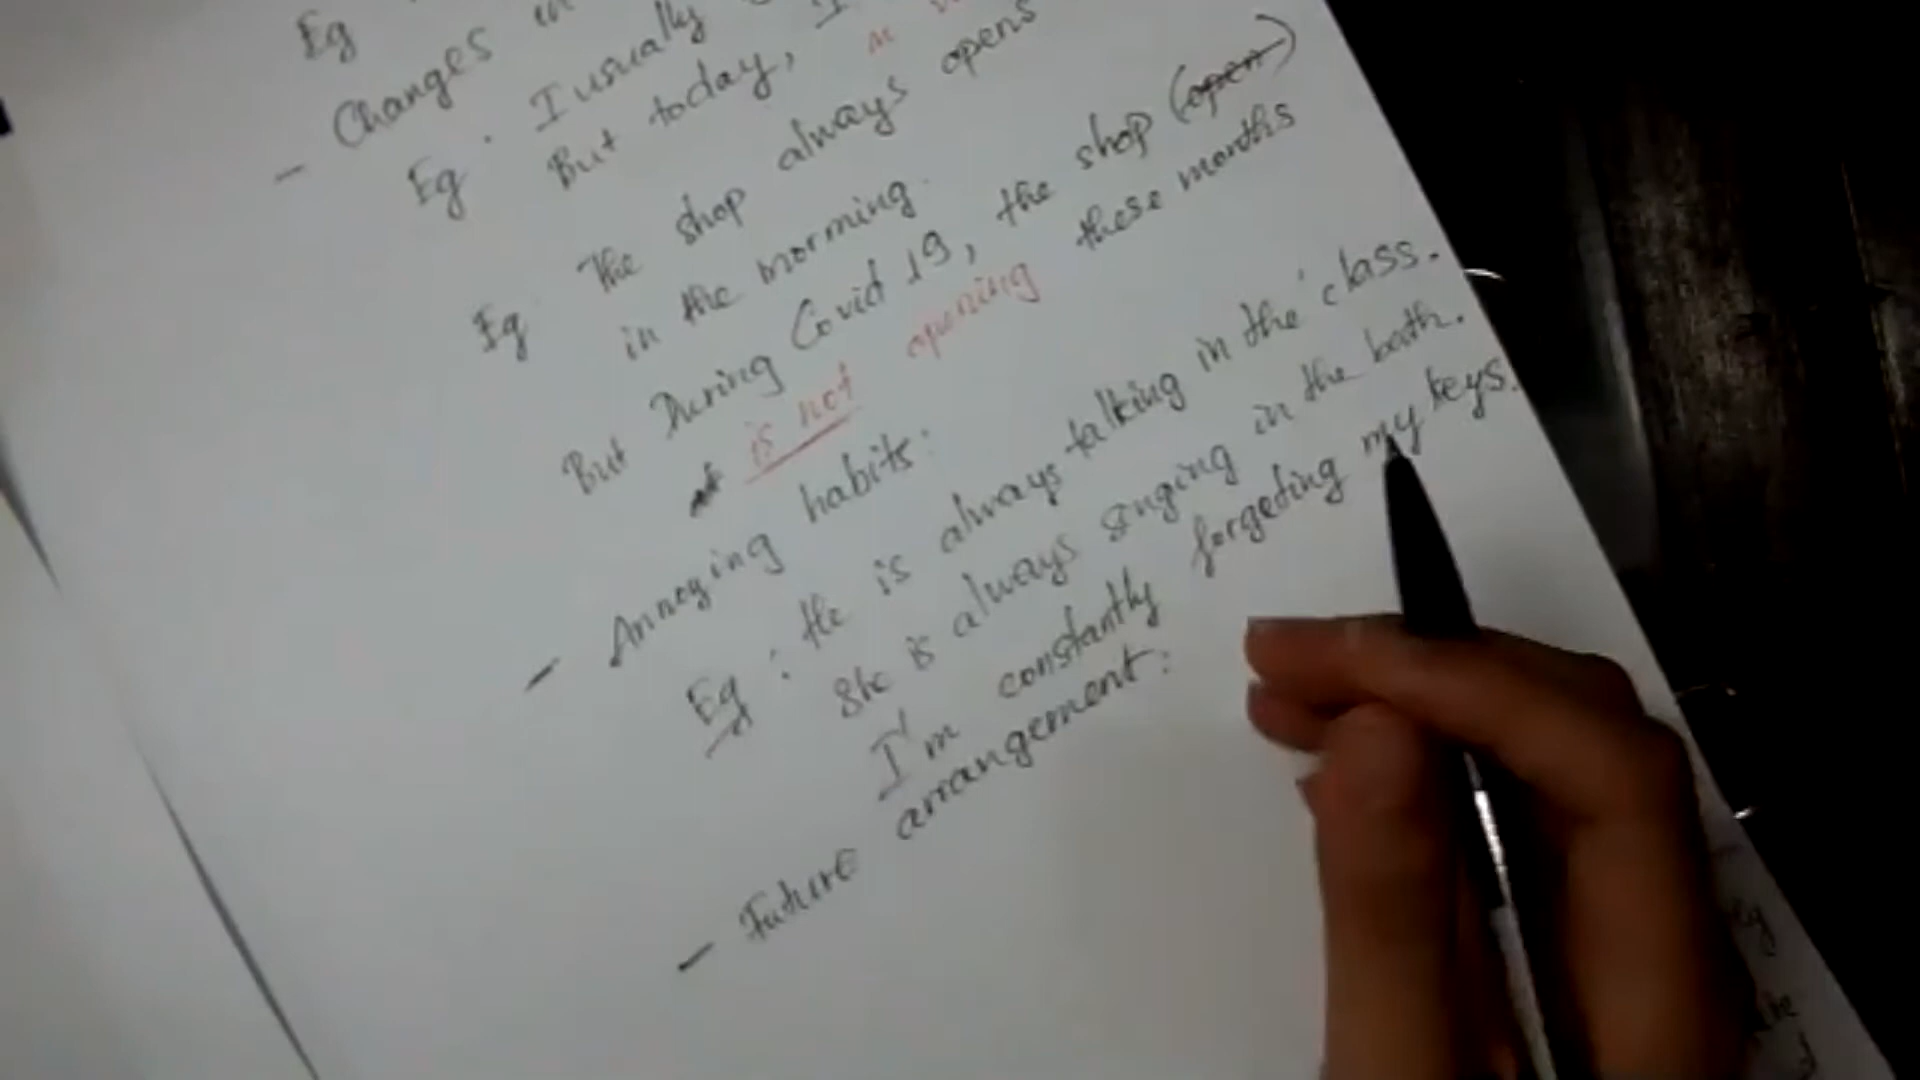 Eg
- Changes in
Eg. I usually
But today, I
Eg The shop always opens
in the morming.
But During Covid 19, the shop (open)
is not opening these months
- Annoying habits:
Eg: He is always talking in the class.
She is always singing in the bath.
I'm constantly forgeting my keys.
- Future arrangement: